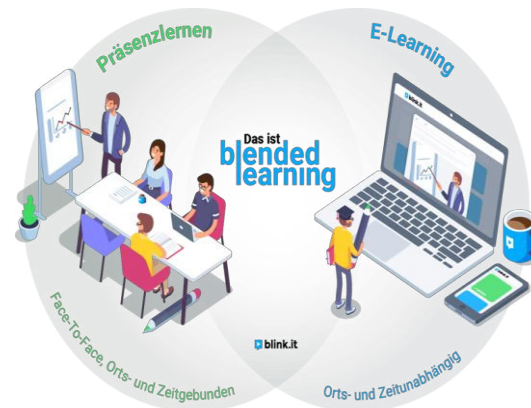 Präsenzlernen
E-Learning
Das ist
blended
learning
blink.it
blink.it
Face-To-Face, Orts- und Zeitgebunden
Orts- und Zeitunabhängig